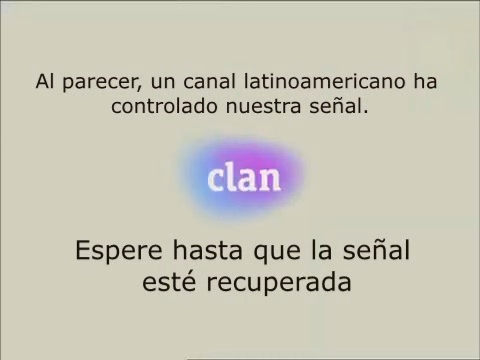 Al parecer, un canal latinoamericano ha
controlado nuestra señal.
clan
Espere hasta que la señal
esté recuperada